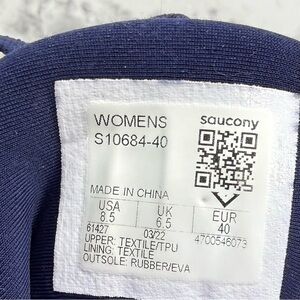 WOMENS saucony
S10684-40
MADE IN CHINA
USA UK EUR
8.5 6.5 40
61427 03/22 4700546073
UPPER: TEXTILE/TPU
LINING: TEXTILE
OUTSOLE: RUBBER/EVA